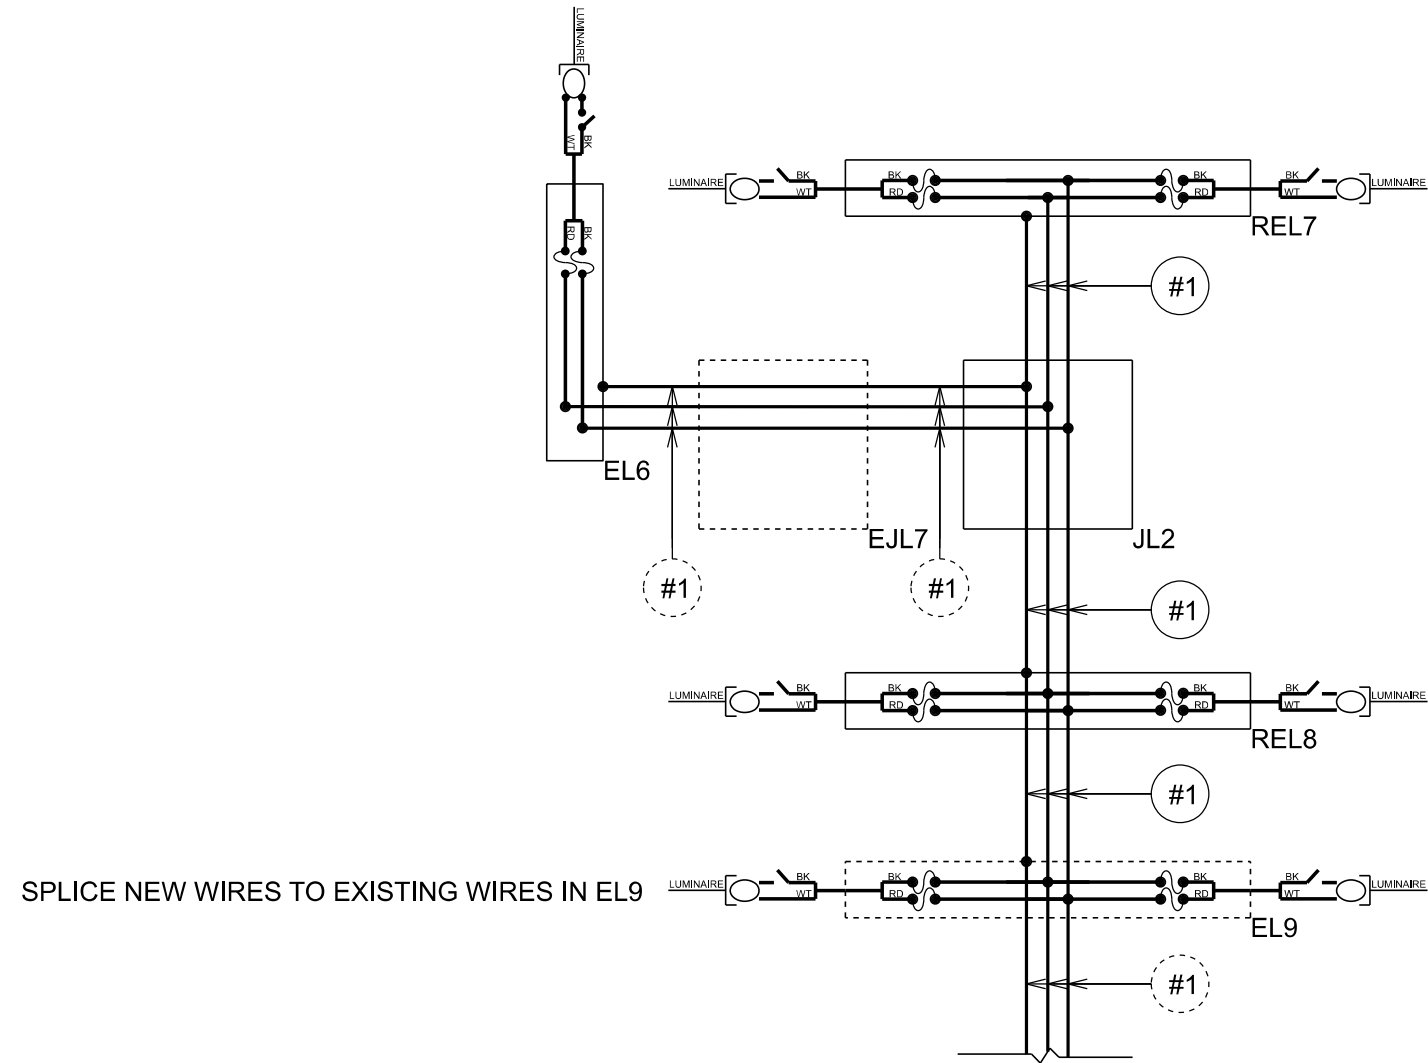 LUMINAIRE
WT BK
LUMINAIRE BK WT BK RD BK RD BK WT LUMINAIRE
REL7
RD BK
#1
EL6
EJL7
JL2
#1
#1
#1
LUMINAIRE BK WT BK RD BK RD BK WT LUMINAIRE
REL8
#1
SPLICE NEW WIRES TO EXISTING WIRES IN EL9
LUMINAIRE BK WT BK RD BK RD BK WT LUMINAIRE
EL9
#1